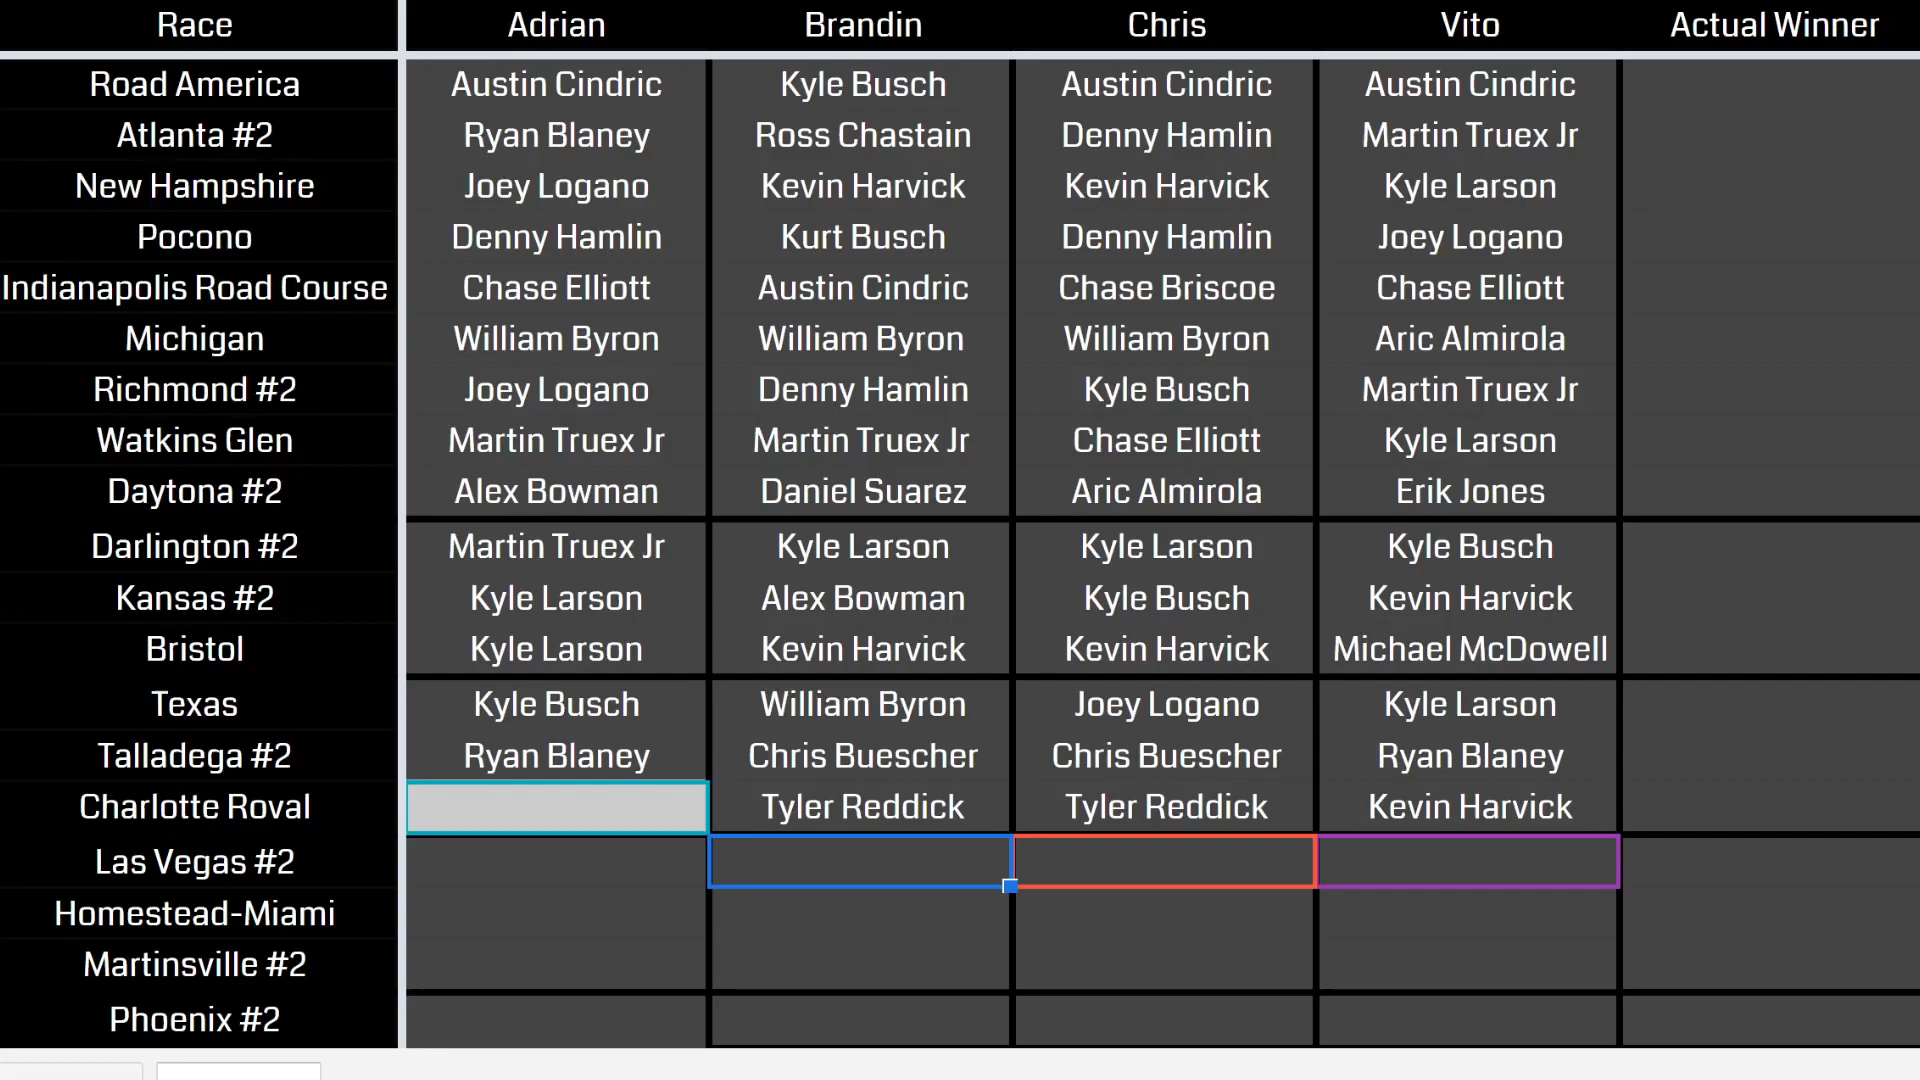 Race Adrian Brandin Chris Vito Actual Winner
Road America Austin Cindric Kyle Busch Austin Cindric Austin Cindric
Atlanta #2 Ryan Blaney Ross Chastain Denny Hamlin Martin Truex Jr
New Hampshire Joey Logano Kevin Harvick Kevin Harvick Kyle Larson
Pocono Denny Hamlin Kurt Busch Denny Hamlin Joey Logano
Indianapolis Road Course Chase Elliott Austin Cindric Chase Briscoe Chase Elliott
Michigan William Byron William Byron William Byron Aric Almirola
Richmond #2 Joey Logano Denny Hamlin Kyle Busch Martin Truex Jr
Watkins Glen Martin Truex Jr Martin Truex Jr Chase Elliott Kyle Larson
Daytona #2 Alex Bowman Daniel Suarez Aric Almirola Erik Jones
Darlington #2 Martin Truex Jr Kyle Larson Kyle Larson Kyle Busch
Kansas #2 Kyle Larson Alex Bowman Kyle Busch Kevin Harvick
Bristol Kyle Larson Kevin Harvick Kevin Harvick Michael McDowell
Texas Kyle Busch William Byron Joey Logano Kyle Larson
Talladega #2 Ryan Blaney Chris Buescher Chris Buescher Ryan Blaney
Charlotte Roval Tyler Reddick Tyler Reddick Kevin Harvick
Las Vegas #2
Homestead-Miami
Martinsville #2
Phoenix #2